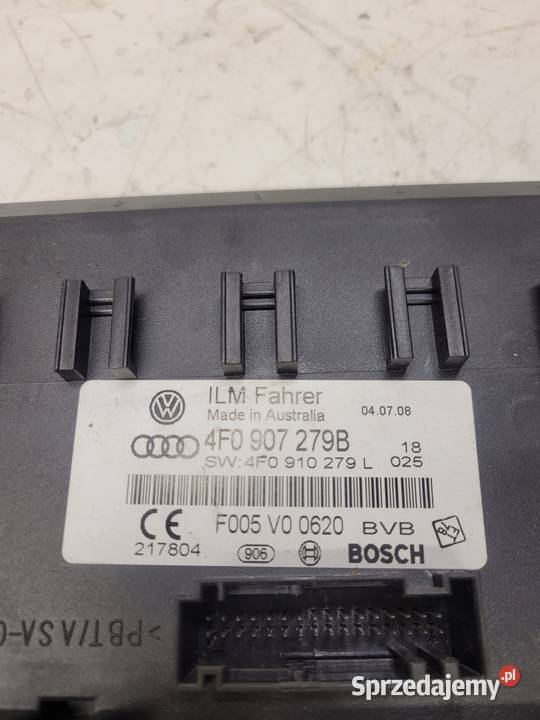 ILM Fahrer
Made in Australia
04.07.08
4F0 907 279B
18
SW: 4F0 910 279 L
025
F005 V0 0620
BVB
217804
906
BOSCH
>PBT/ASA-G
Sprzedajemy.pl